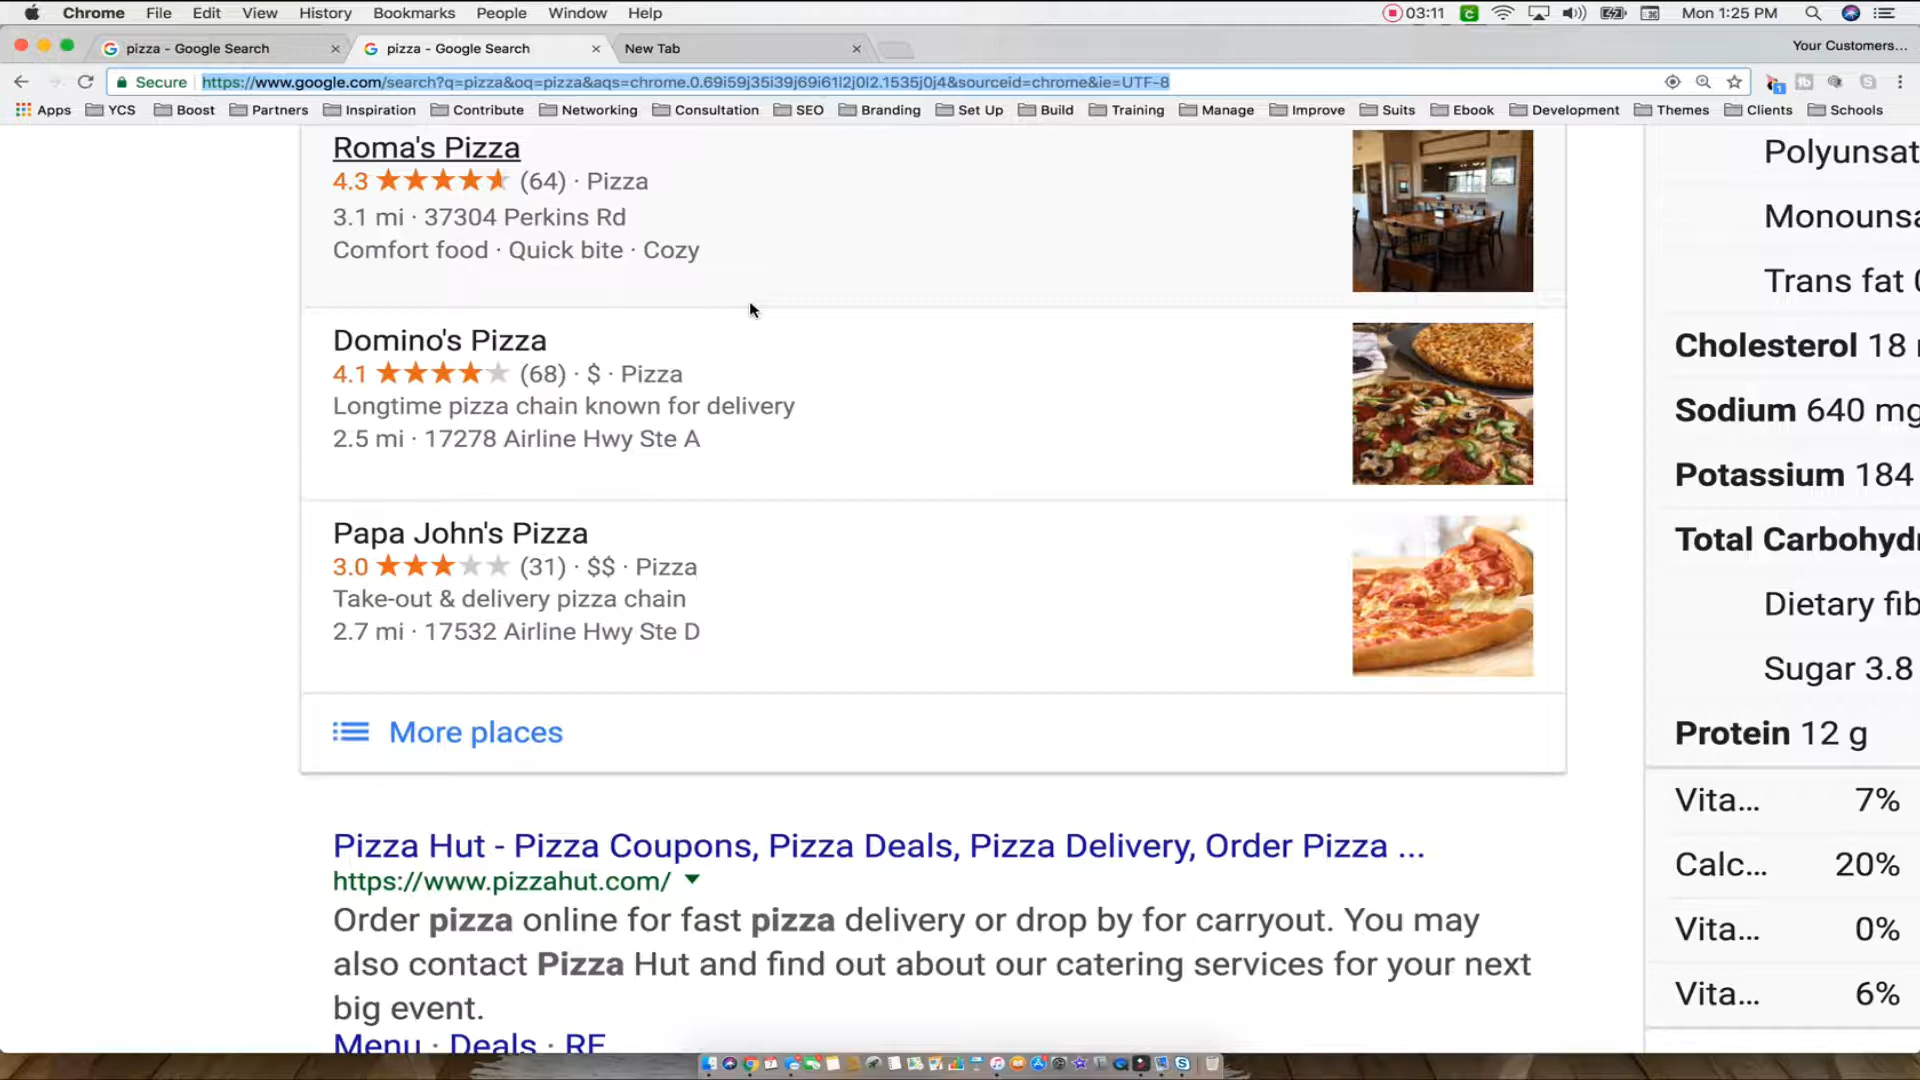 Chrome File Edit View History Bookmarks People Window Help 03:11 Mon 1:25 PM
pizza - Google Search pizza - Google Search New Tab Your Customers...
Secure https://www.google.com/search?q=pizza&oq=pizza&aqs=chrome.0.69i59j35i39j69i61l2j0l2.1535j0j4&sourceid=chrome&ie=UTF-8
Apps YCS Boost Partners Inspiration Contribute Networking Consultation SEO Branding Set Up Build Training Manage Improve Suits Ebook Development Themes Clients Schools
Roma's Pizza
4.3 (64) · Pizza
3.1 mi · 37304 Perkins Rd
Comfort food · Quick bite · Cozy
Domino's Pizza
4.1 (68) · $ · Pizza
Longtime pizza chain known for delivery
2.5 mi · 17278 Airline Hwy Ste A
Papa John's Pizza
3.0 (31) · $$ · Pizza
Take-out & delivery pizza chain
2.7 mi · 17532 Airline Hwy Ste D
More places
Pizza Hut - Pizza Coupons, Pizza Deals, Pizza Delivery, Order Pizza ...
https://www.pizzahut.com/
Order pizza online for fast pizza delivery or drop by for carryout. You may
also contact Pizza Hut and find out about our catering services for your next
big event.
Menu · Deals ·
Polyunsat
Monounsa
Trans fat 0
Cholesterol 18
Sodium 640 mg
Potassium 184
Total Carbohyd
Dietary fib
Sugar 3.8
Protein 12 g
Vita... 7%
Calc... 20%
Vita... 0%
Vita... 6%